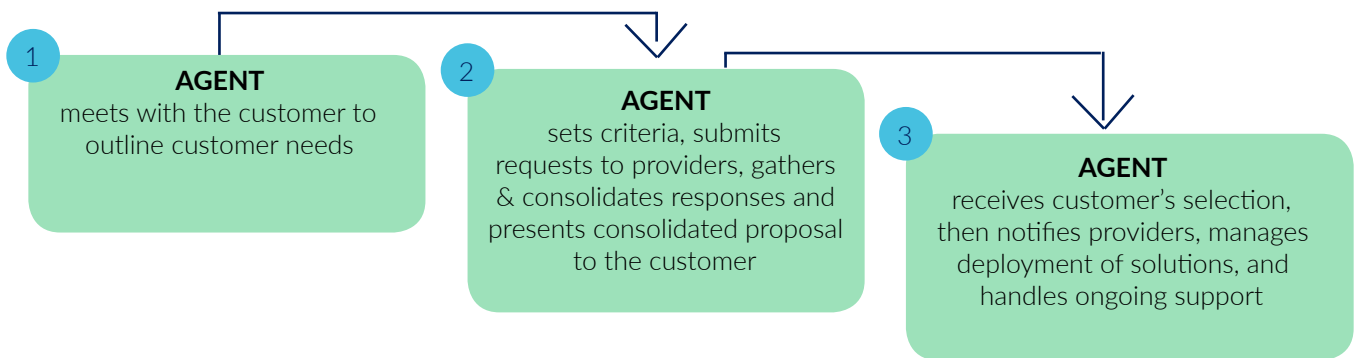 1
AGENT
meets with the customer to
outline customer needs
2
AGENT
sets criteria, submits
requests to providers, gathers
& consolidates responses and
presents consolidated proposal
to the customer
3
AGENT
receives customer’s selection,
then notifies providers, manages
deployment of solutions, and
handles ongoing support